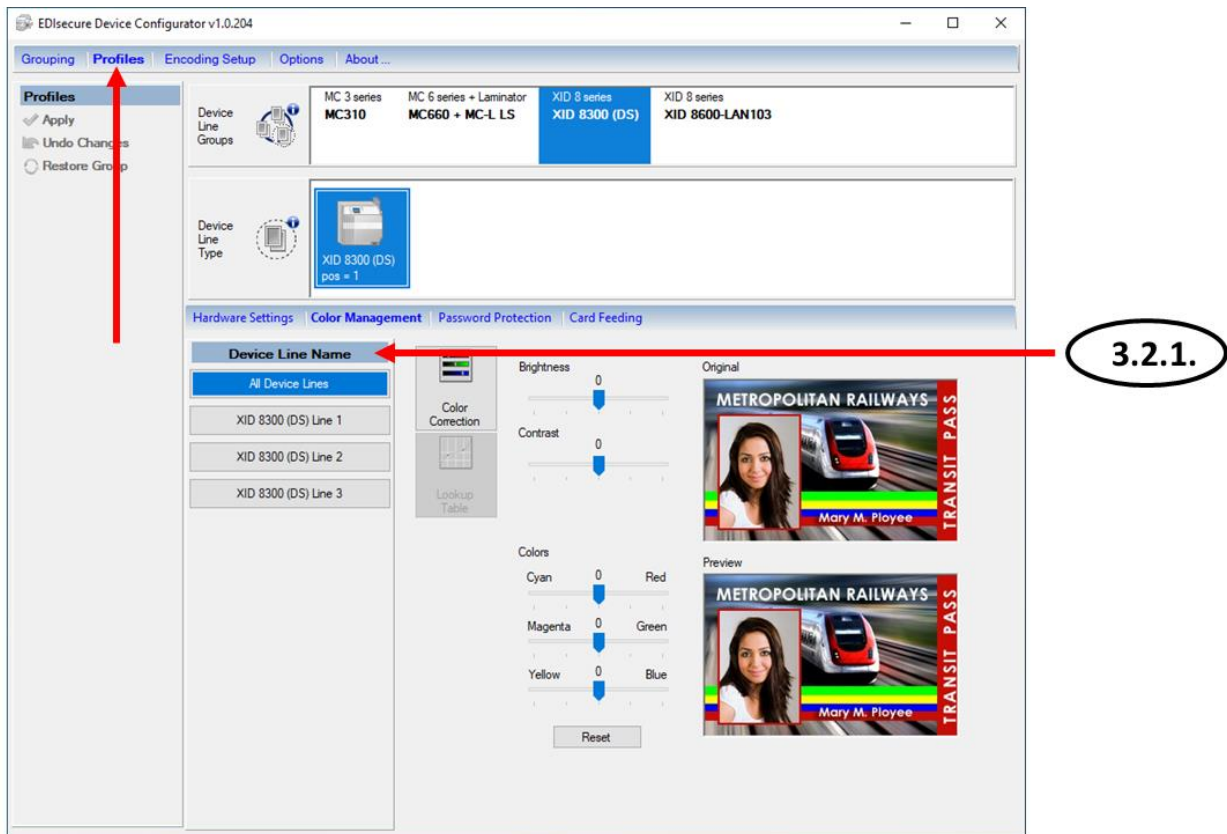 EDIsecure Device Configurator v1.0.204
Grouping Profiles Encoding Setup Options About ...
Profiles
Apply
Undo Changes
Restore Group
Device
Line
Groups
MC 3 series
MC310
MC 6 series + Laminator
MC660 + MC-L LS
XID 8 series
XID 8300 (DS)
XID 8 series
XID 8600-LAN103
Device
Line
Type
XID 8300 (DS)
pos = 1
Hardware Settings Color Management Password Protection Card Feeding
Device Line Name
All Device Lines
XID 8300 (DS) Line 1
XID 8300 (DS) Line 2
XID 8300 (DS) Line 3
Color
Correction
Lookup
Table
Brightness
0
Contrast
0
Colors
Cyan 0 Red
Magenta 0 Green
Yellow 0 Blue
Reset
Original
METROPOLITAN RAILWAYS
TRANSIT PASS
Mary M. Ployee
Preview
METROPOLITAN RAILWAYS
TRANSIT PASS
Mary M. Ployee
3.2.1.